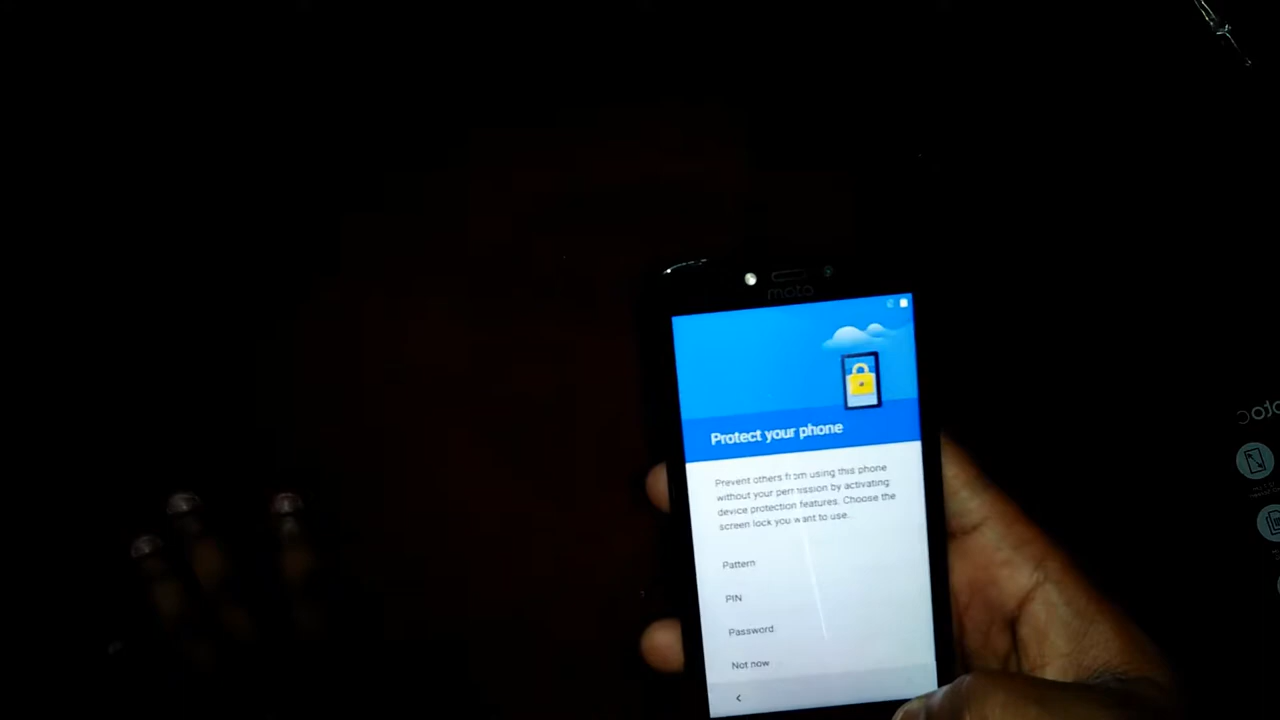 moto
Protect your phone
Prevent others from using this phone
without your permission by activating
device protection features. Choose the
screen lock you want to use.
Pattern
PIN
Password
Not now